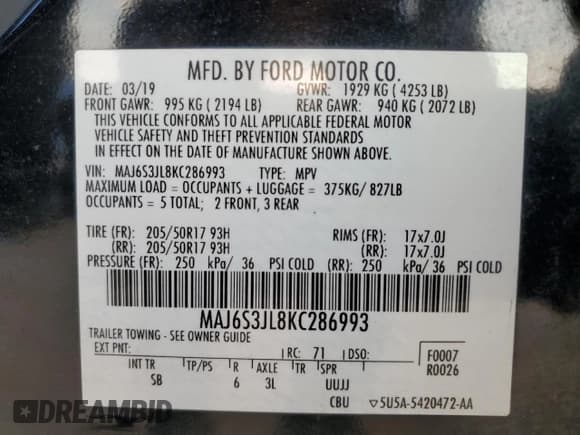 MFD. BY FORD MOTOR CO.
DATE: 03/19 GVWR: 1929 KG ( 4253 LB)
FRONT GAWR: 995 KG ( 2194 LB) REAR GAWR: 940 KG ( 2072 LB)
THIS VEHICLE CONFORMS TO ALL APPLICABLE FEDERAL MOTOR
VEHICLE SAFETY AND THEFT PREVENTION STANDARDS
IN EFFECT ON THE DATE OF MANUFACTURE SHOWN ABOVE.
VIN: MAJ6S3JL8KC286993 TYPE: MPV
MAXIMUM LOAD = OCCUPANTS + LUGGAGE = 375KG/ 827LB
OCCUPANTS = 5 TOTAL; 2 FRONT, 3 REAR
TIRE (FR): 205/50R17 93H RIMS (FR): 17x7.0J
(RR): 205/50R17 93H (RR): 17x7.0J
PRESSURE (FR): 250 kPa/ 36 PSI COLD (RR): 250 kPa/ 36 PSI COLD
MAJ6S3JL8KC286993
TRAILER TOWING - SEE OWNER GUIDE
EXT PNT: RC: 71 DSO: F0007
INT TR TP/PS R AXLE TR SPR R0026
SB 6 3L UUJJ
CBU ▽5U5A-5420472-AA
DREAMBID